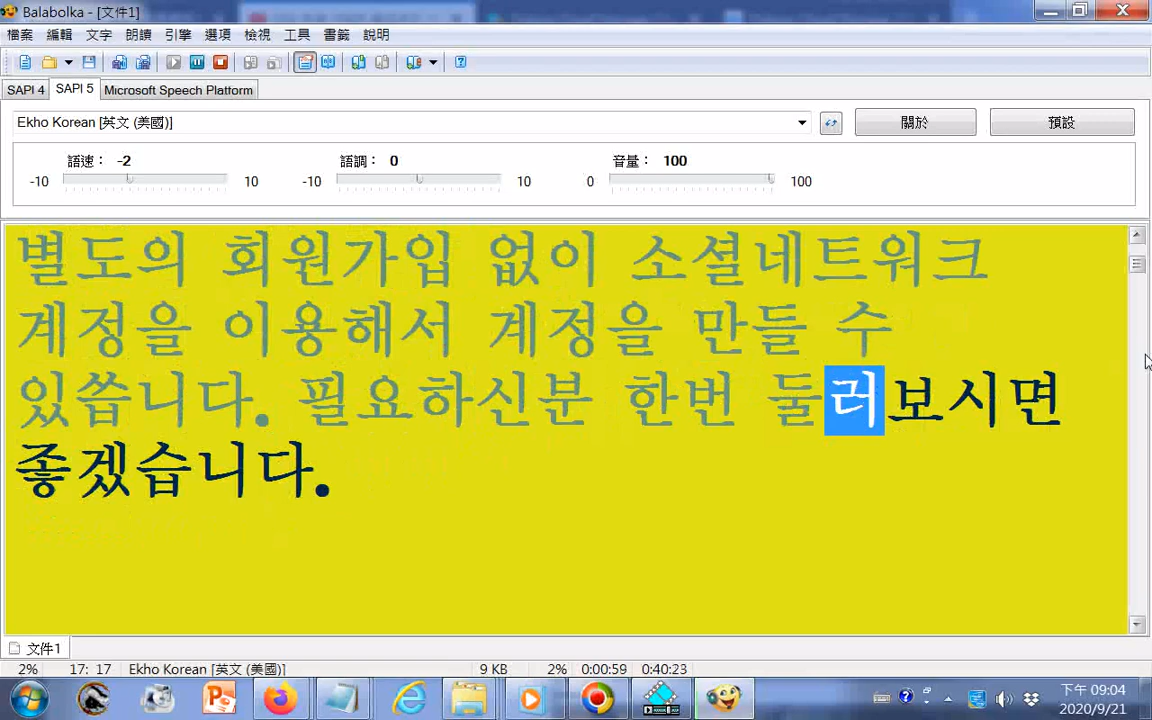 Balabolka - [文件1]
檔案 編輯 文字 朗讀 引擎 選項 檢視 工具 書籤 說明
SAPI 4 SAPI 5 Microsoft Speech Platform
Ekho Korean [英文 (美國)] 關於 預設
語速： -2 語調： 0 音量： 100
-10 10 -10 10 0 100
별도의 회원가입 없이 소셜네트워크
계정을 이용해서 계정을 만들 수
있씁니다. 필요하신분 한번 둘러보시면
좋겠습니다.
文件1
2% 17: 17 Ekho Korean [英文 (美國)] 9 KB 2% 0:00:59 0:40:23
下午 09:04
2020/9/21